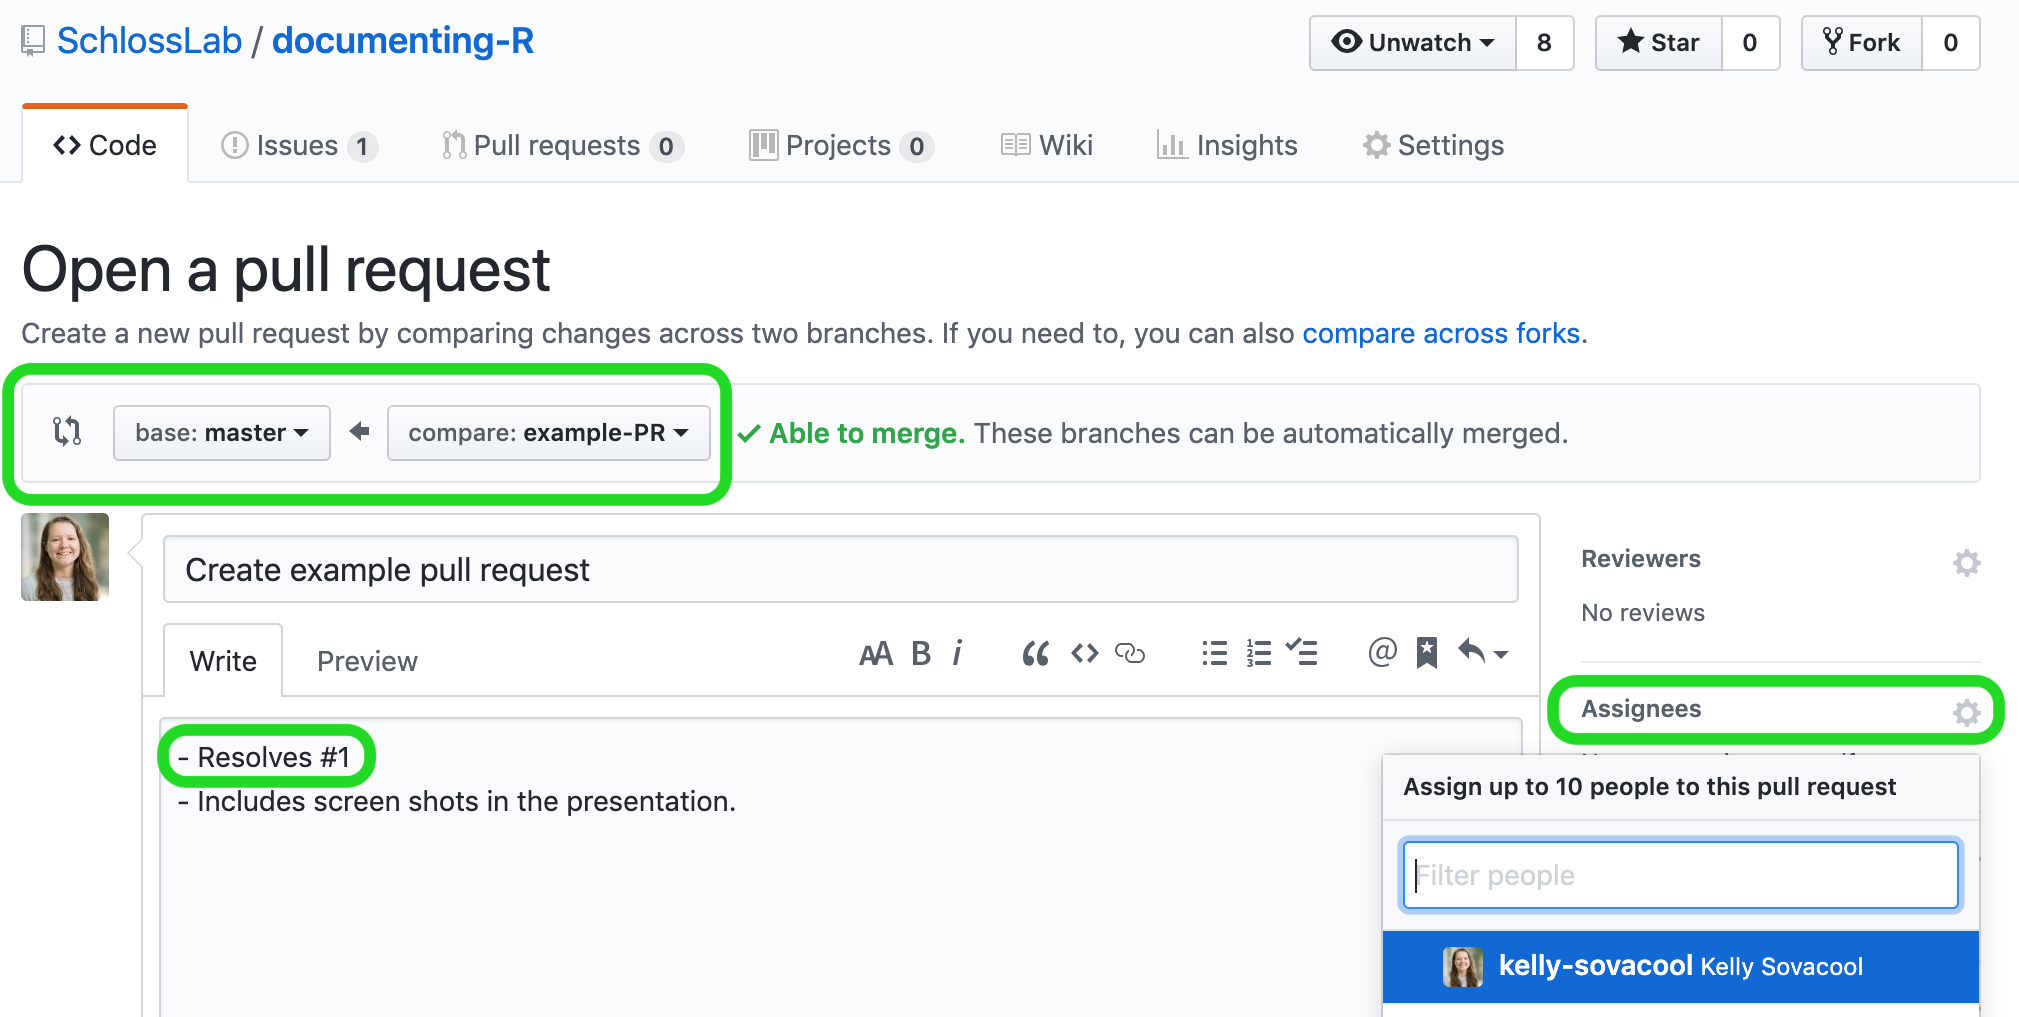 SchlossLab / documenting-R
Unwatch 8 Star 0 Fork 0
Code Issues 1 Pull requests 0 Projects 0 Wiki Insights Settings
Open a pull request
Create a new pull request by comparing changes across two branches. If you need to, you can also compare across forks.
base: master compare: example-PR Able to merge. These branches can be automatically merged.
Create example pull request
Write Preview
- Resolves #1
- Includes screen shots in the presentation.
Reviewers
No reviews
Assignees
Assign up to 10 people to this pull request
Filter people
kelly-sovacool Kelly Sovacool